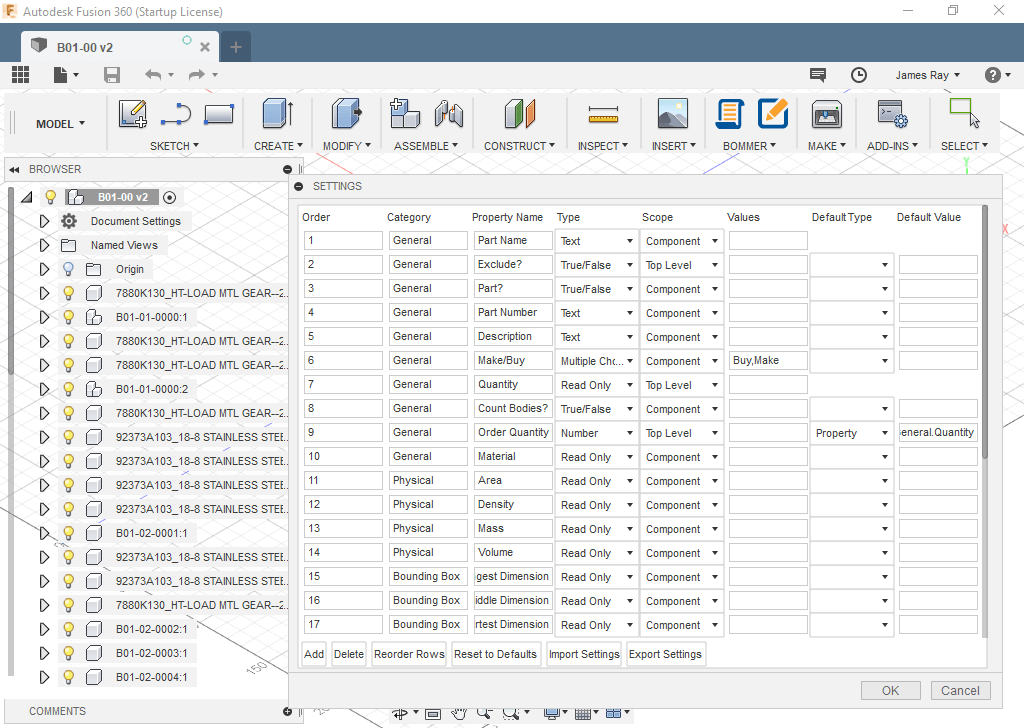 Autodesk Fusion 360 (Startup License)
B01-00 v2
James Ray
MODEL
SKETCH CREATE MODIFY ASSEMBLE CONSTRUCT INSPECT INSERT BOMMER MAKE ADD-INS SELECT
BROWSER
B01-00 v2
Document Settings
Named Views
Origin
7880K130_HT-LOAD MTL GEAR--2...
B01-01-0000:1
7880K130_HT-LOAD MTL GEAR--2...
7880K130_HT-LOAD MTL GEAR--2...
B01-01-0000:2
7880K130_HT-LOAD MTL GEAR--2...
92373A103_18-8 STAINLESS STEE...
92373A103_18-8 STAINLESS STEE...
92373A103_18-8 STAINLESS STEE...
92373A103_18-8 STAINLESS STEE...
B01-02-0001:1
92373A103_18-8 STAINLESS STEE...
92373A103_18-8 STAINLESS STEE...
7880K130_HT-LOAD MTL GEAR--2...
B01-02-0002:1
B01-02-0003:1
B01-02-0004:1
COMMENTS
Y
X
150
SETTINGS
Order Category Property Name Type Scope Values Default Type Default Value
1 General Part Name Text Component
2 General Exclude? True/False Top Level
3 General Part? True/False Component
4 General Part Number Text Component
5 General Description Text Component
6 General Make/Buy Multiple Chc... Component Buy,Make
7 General Quantity Read Only Top Level
8 General Count Bodies? True/False Component
9 General Order Quantity Number Top Level Property eneral.Quantity
10 General Material Read Only Component
11 Physical Area Read Only Component
12 Physical Density Read Only Component
13 Physical Mass Read Only Component
14 Physical Volume Read Only Component
15 Bounding Box gest Dimension Read Only Component
16 Bounding Box iddle Dimension Read Only Component
17 Bounding Box rtest Dimension Read Only Component
Add Delete Reorder Rows Reset to Defaults Import Settings Export Settings
OK Cancel